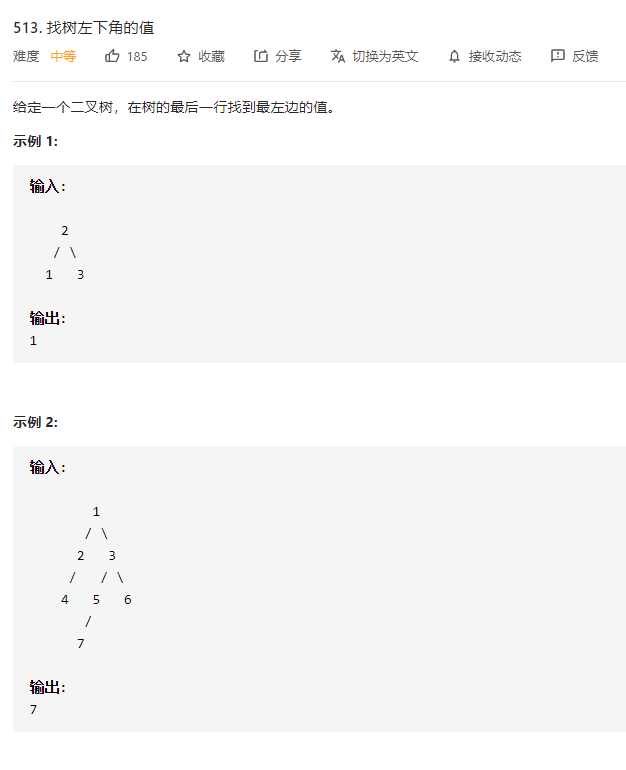 513. 找树左下角的值
难度 中等 185 收藏 分享 切换为英文 接收动态 反馈
给定一个二叉树，在树的最后一行找到最左边的值。
示例 1:
输入:
2
/ \
1 3
输出:
1
示例 2:
输入:
1
/ \
2 3
/ / \
4 5 6
/
7
输出:
7